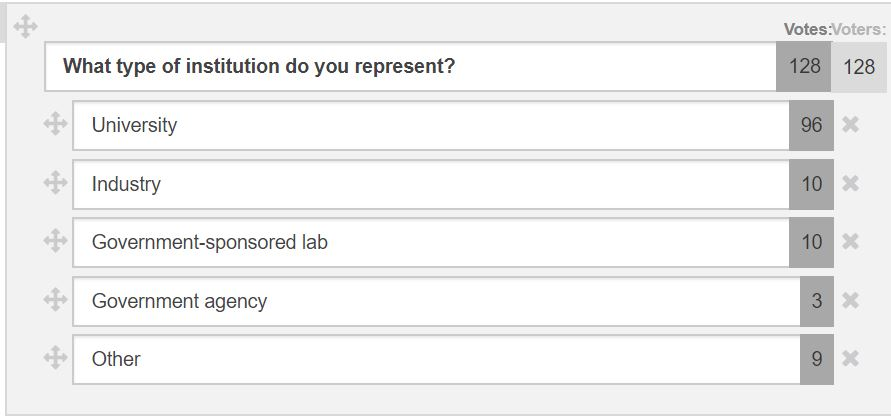 Votes: Voters:
What type of institution do you represent? 128 128
University 96
Industry 10
Government-sponsored lab 10
Government agency 3
Other 9